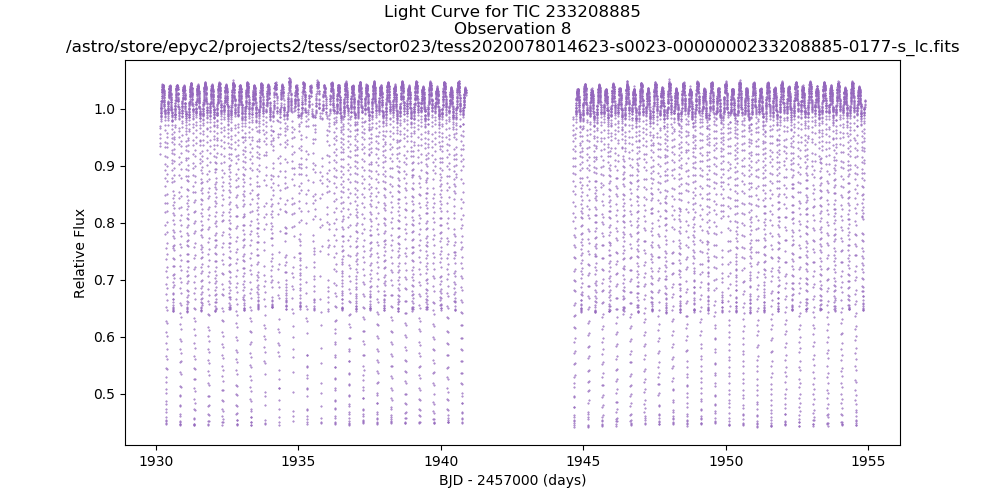 Light Curve for TIC 233208885
Observation 8
/astro/store/epyc2/projects2/tess/sector023/tess2020078014623-s0023-0000000233208885-0177-s_lc.fits
1.0
0.9
0.8
0.7
0.6
0.5
Relative Flux
1930
1935
1940
1945
1950
1955
BJD - 2457000 (days)